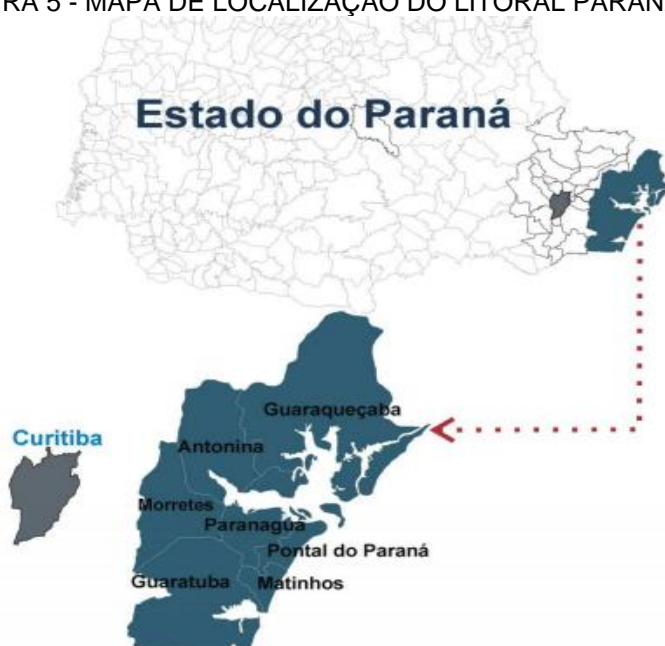 RA 5 - MAPA DE LOCALIZAÇÃO DO LITORAL PARAN
Estado do Paraná
Guaraqueçaba
Curitiba
Antonina
Morretes
Paranaguá
Pontal do Paraná
Guaratuba
Matinhos